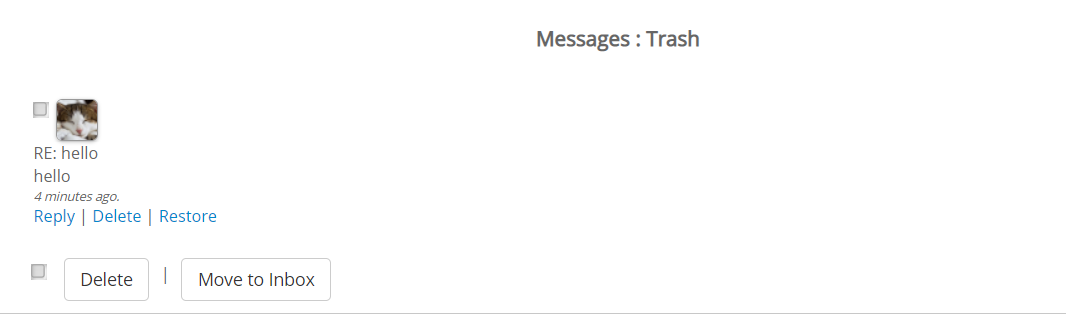 Messages : Trash
RE: hello
hello
4 minutes ago.
Reply | Delete | Restore
Delete | Move to Inbox